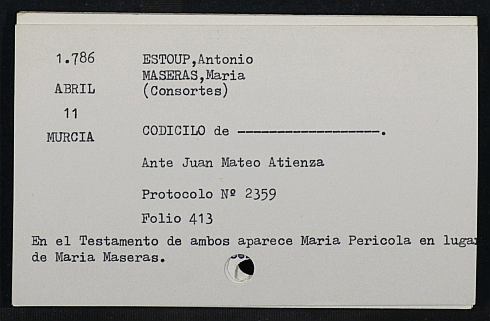 1.786 ESTOUP,Antonio
MASERAS,Maria
ABRIL (Consortes)
11
MURCIA CODICILO de ------------------.
Ante Juan Mateo Atienza
Protocolo Nº 2359
Folio 413
En el Testamento de ambos aparece Maria Pericola en lugar
de Maria Maseras.